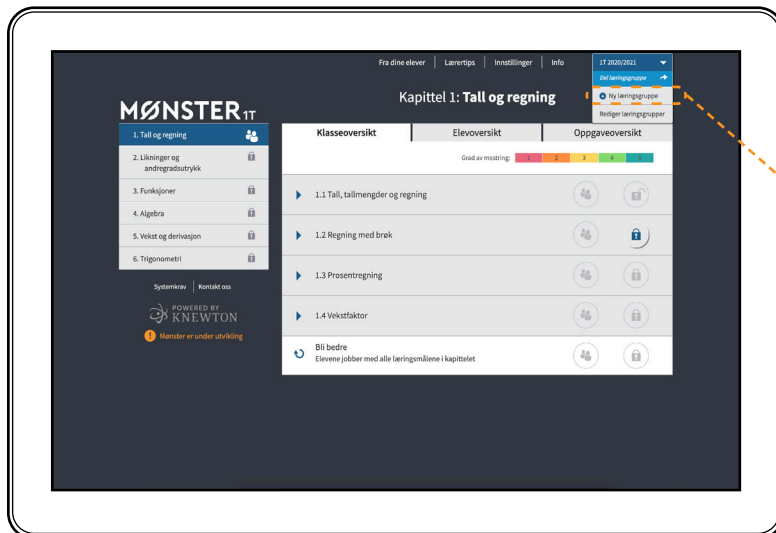 Fra dine elever
Lærertips
Innstillinger
Info
1T 2020/2021
Del læringsgruppe
Ny læringsgruppe
Rediger læringsgrupper
Kapittel 1: Tall og regning
MØNSTER 1T
1. Tall og regning
2. Likninger og
andregradsutrykk
3. Funksjoner
4. Algebra
5. Vekst og derivasjon
6. Trigonometri
Systemkrav
Kontakt oss
POWERED BY
KNEWTON
! Mønster er under utvikling
Klasseoversikt
Elevoversikt
Oppgaveoversikt
Grad av mestring: 1 2 3 4 5
1.1 Tall, tallmengder og regning
1.2 Regning med brøk
1.3 Prosentregning
1.4 Vekstfaktor
Bli bedre
Elevene jobber med alle læringsmålene i kapittelet